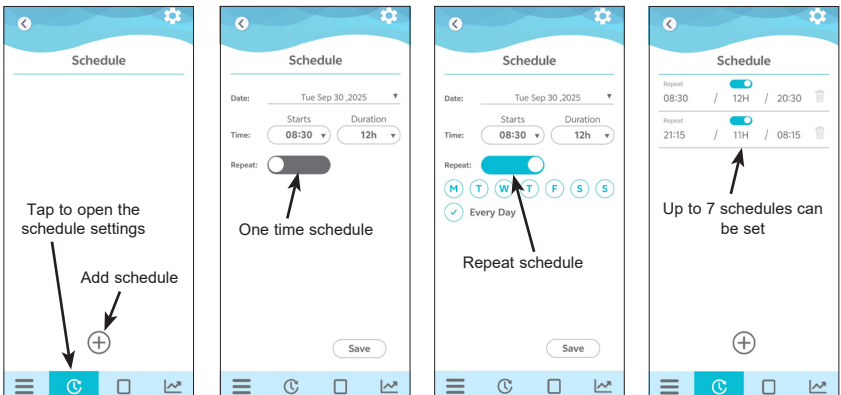 Schedule
Tap to open the
schedule settings
Add schedule
Schedule
Date: Tue Sep 30 ,2025
Starts Duration
Time: 08:30 12h
Repeat:
One time schedule
Save
Schedule
Date: Tue Sep 30 ,2025
Starts Duration
Time: 08:30 12h
Repeat:
M T W T F S S
Every Day
Repeat schedule
Save
Schedule
Repeat
08:30 / 12H / 20:30
Repeat
21:15 / 11H / 08:15
Up to 7 schedules can
be set